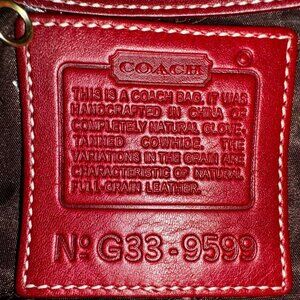 COACH
THIS IS A COACH BAG. IT WAS
HANDCRAFTED IN CHINA OF
COMPLETELY NATURAL GLOVE-
TANNED COWHIDE. THE
VARIATIONS IN THE GRAIN ARE
CHARACTERISTIC OF NATURAL
FULL GRAIN LEATHER.
Nº G33-9599